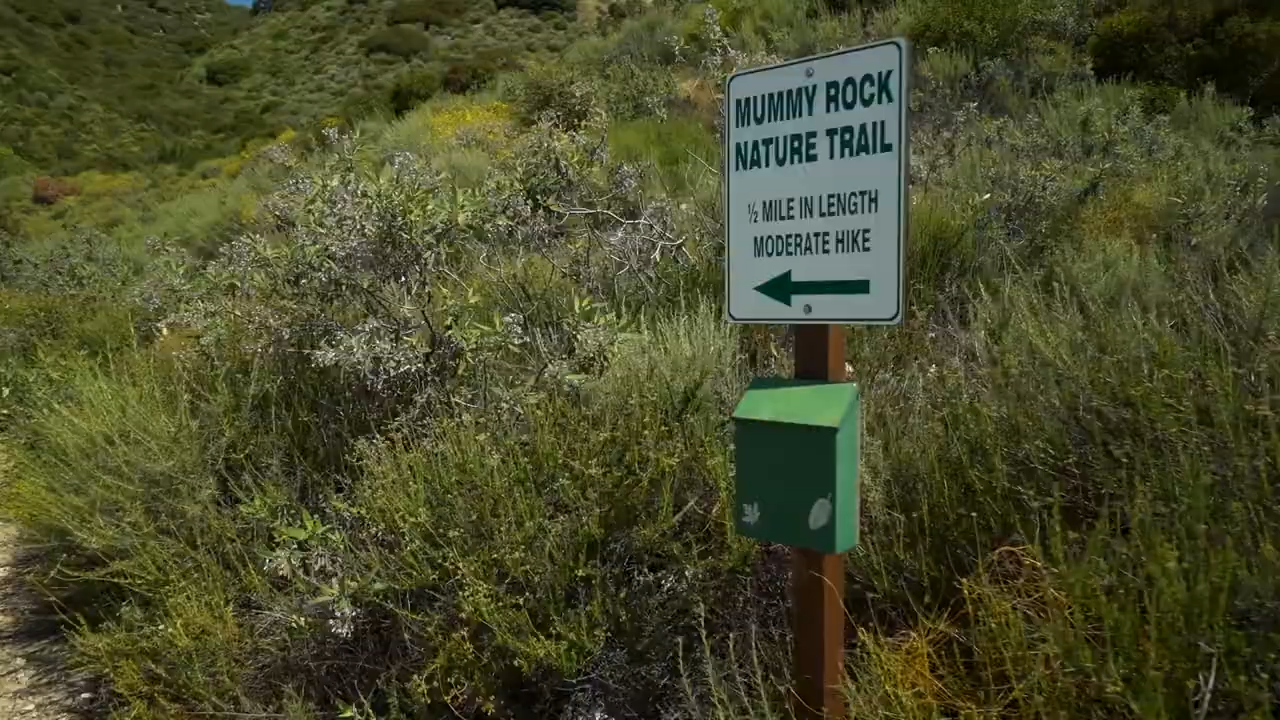 MUMMY ROCK
NATURE TRAIL
½ MILE IN LENGTH
MODERATE HIKE